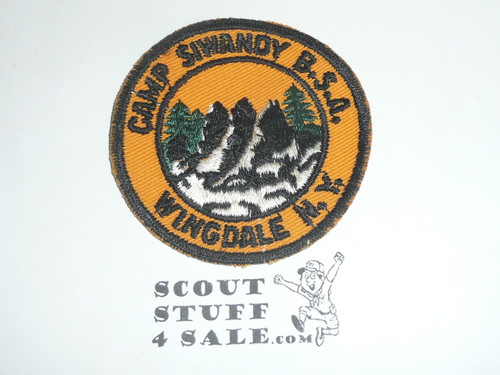 CAMP SIWANOY B.S.A.
WINGDALE N.Y.
SCOUT
STUFF
4 SALE.COM